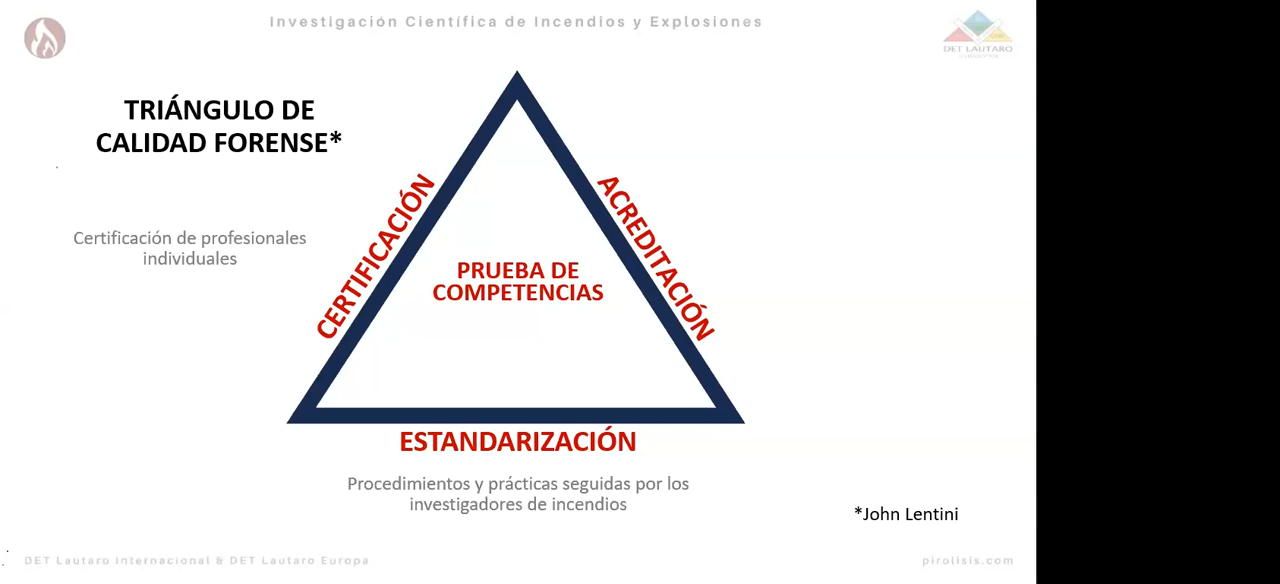 Investigación Científica de Incendios y Explosiones
DET LAUTARO
TRIÁNGULO DE
CALIDAD FORENSE*
CERTIFICACIÓN
ACREDITACIÓN
Certificación de profesionales
individuales
PRUEBA DE
COMPETENCIAS
ESTANDARIZACIÓN
Procedimientos y prácticas seguidas por los
investigadores de incendios
*John Lentini
DET Lautaro Internacional & DET Lautaro Europa
pirolisis.com